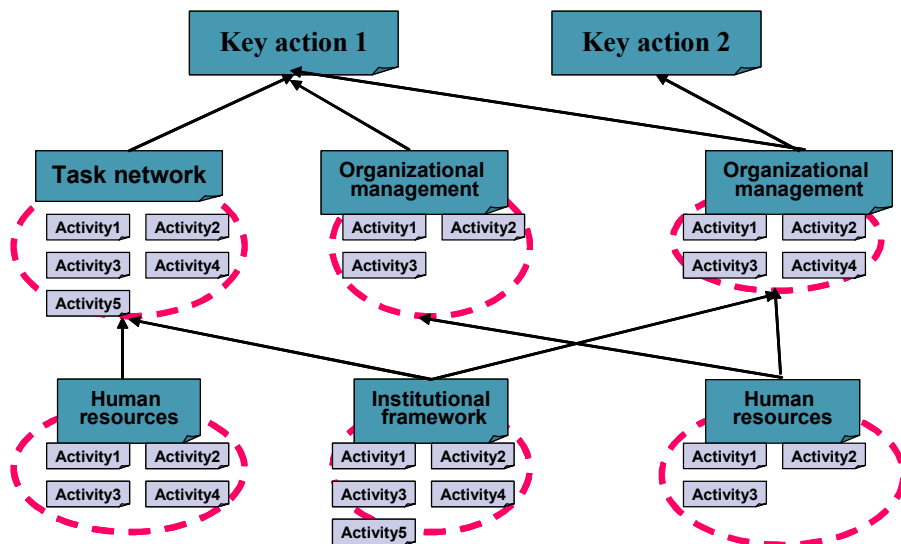 Key action 1
Key action 2
Task network
Activity1
Activity2
Activity3
Activity4
Activity5
Organizational
management
Activity1
Activity2
Activity3
Organizational
management
Activity1
Activity2
Activity3
Activity4
Human
resources
Activity1
Activity2
Activity3
Activity4
Institutional
framework
Activity1
Activity2
Activity3
Activity4
Activity5
Human
resources
Activity1
Activity2
Activity3